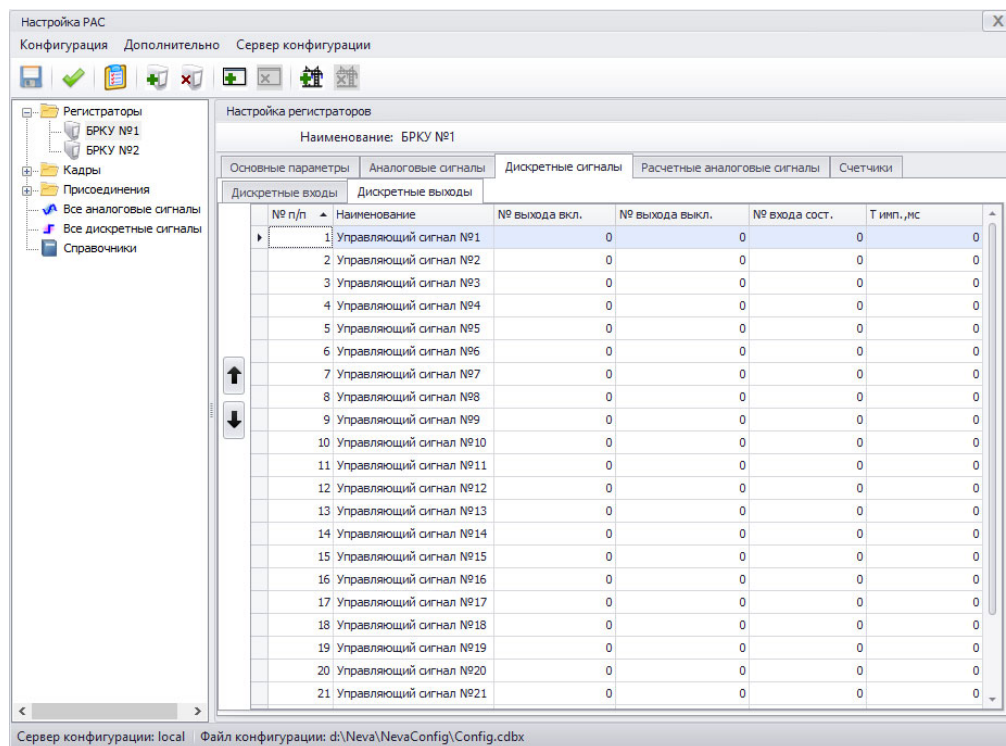 Настройка РАС
Конфигурация Дополнительно Сервер конфигурации
Регистраторы
БРКУ №1
БРКУ №2
Кадры
Присоединения
Все аналоговые сигналы
Все дискретные сигналы
Справочники
Настройка регистраторов
Наименование: БРКУ №1
Основные параметры Аналоговые сигналы Дискретные сигналы Расчетные аналоговые сигналы Счетчики
Дискретные входы Дискретные выходы
№ п/п Наименование № выхода вкл. № выхода выкл. № входа сост. Т имп.,мс
1 Управляющий сигнал №1 0 0 0 0
2 Управляющий сигнал №2 0 0 0 0
3 Управляющий сигнал №3 0 0 0 0
4 Управляющий сигнал №4 0 0 0 0
5 Управляющий сигнал №5 0 0 0 0
6 Управляющий сигнал №6 0 0 0 0
7 Управляющий сигнал №7 0 0 0 0
8 Управляющий сигнал №8 0 0 0 0
9 Управляющий сигнал №9 0 0 0 0
10 Управляющий сигнал №10 0 0 0 0
11 Управляющий сигнал №11 0 0 0 0
12 Управляющий сигнал №12 0 0 0 0
13 Управляющий сигнал №13 0 0 0 0
14 Управляющий сигнал №14 0 0 0 0
15 Управляющий сигнал №15 0 0 0 0
16 Управляющий сигнал №16 0 0 0 0
17 Управляющий сигнал №17 0 0 0 0
18 Управляющий сигнал №18 0 0 0 0
19 Управляющий сигнал №19 0 0 0 0
20 Управляющий сигнал №20 0 0 0 0
21 Управляющий сигнал №21 0 0 0 0
Сервер конфигурации: local Файл конфигурации: d:\Neva\NevaConfig\Config.cdbx